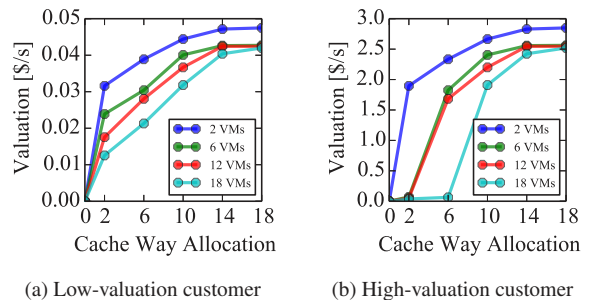 0.05
0.04
0.03
0.02
0.01
0.00
Valuation [$/s]
2 VMs
6 VMs
12 VMs
18 VMs
0 2 6 10 14 18
Cache Way Allocation
(a) Low-valuation customer
3.0
2.5
2.0
1.5
1.0
0.5
0.0
Valuation [$/s]
2 VMs
6 VMs
12 VMs
18 VMs
0 2 6 10 14 18
Cache Way Allocation
(b) High-valuation customer